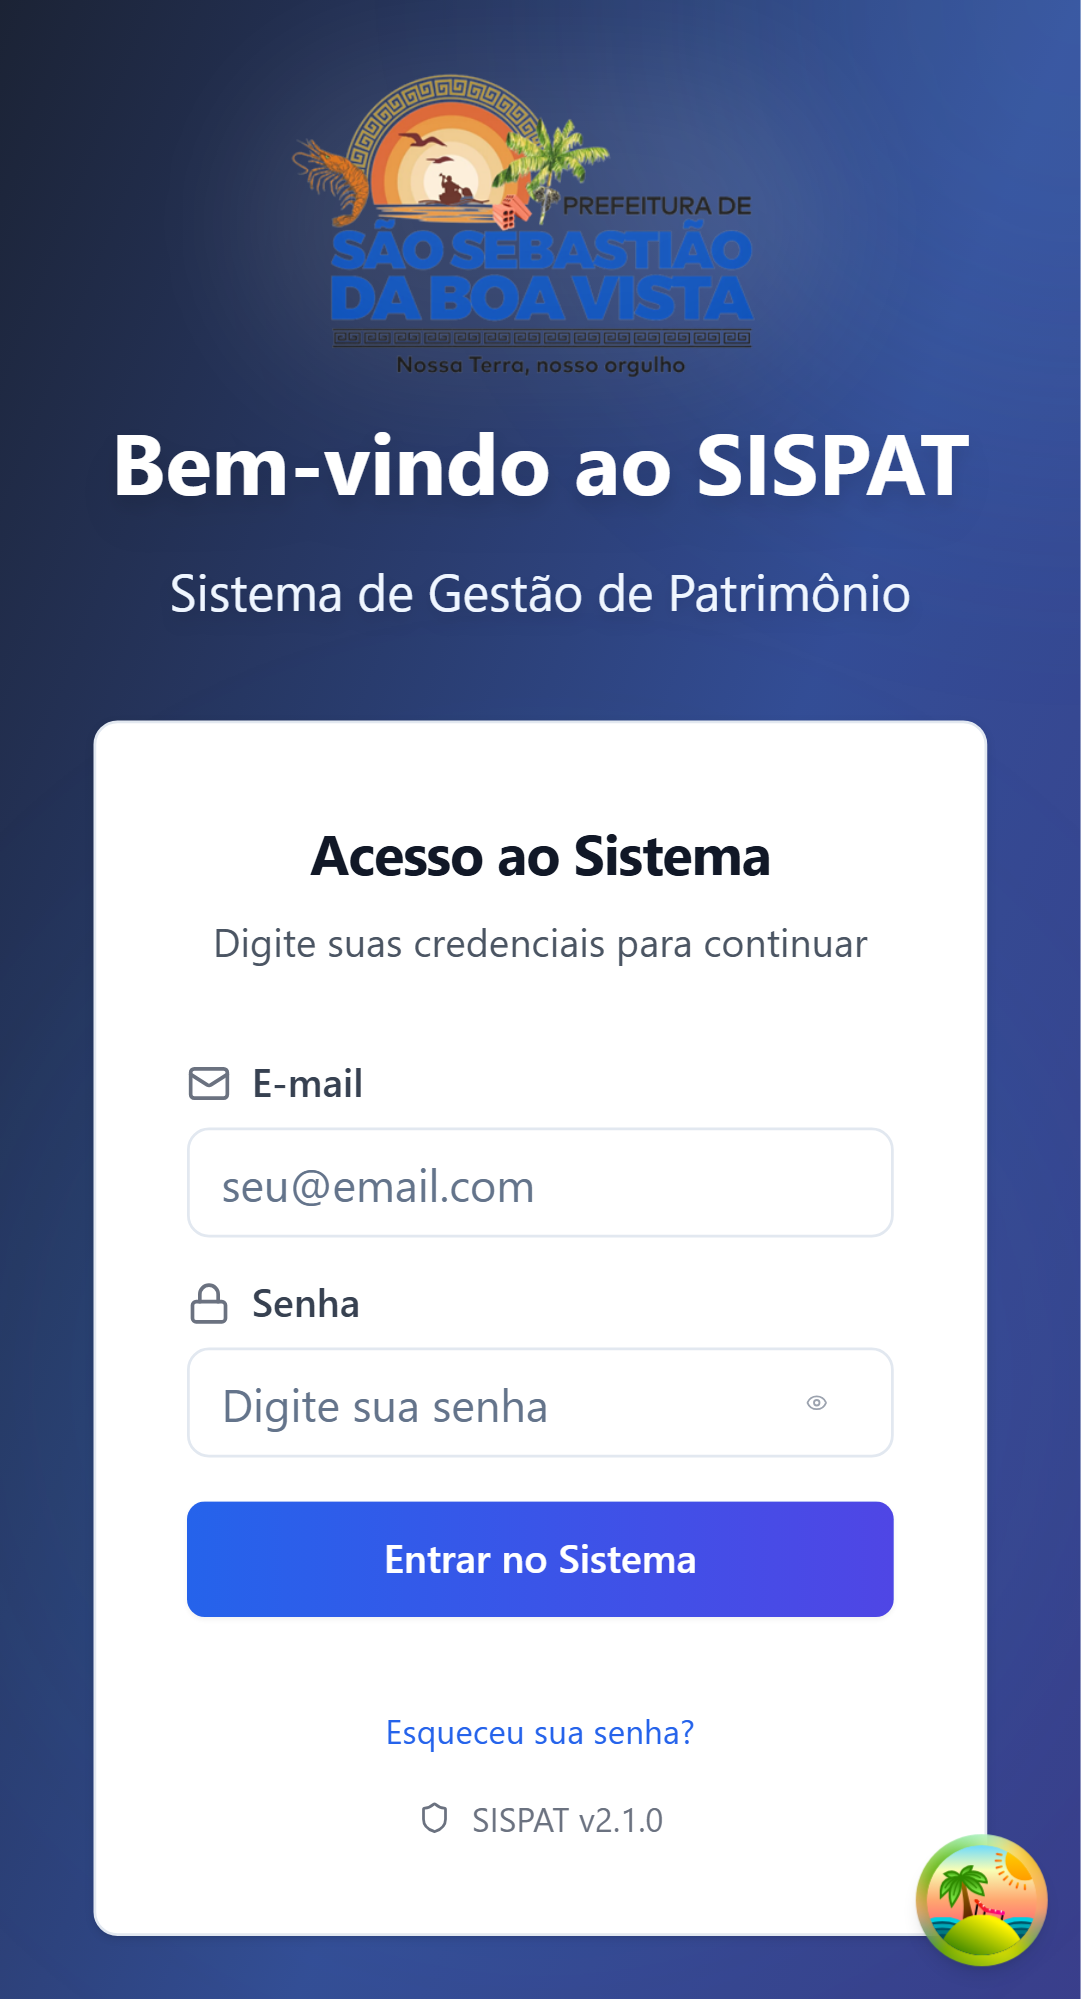 PREFEITURA DE
SÃO SEBASTIÃO
DA BOA VISTA
Nossa Terra, nosso orgulho
Bem-vindo ao SISPAT
Sistema de Gestão de Patrimônio
Acesso ao Sistema
Digite suas credenciais para continuar
E-mail
seu@email.com
Senha
Digite sua senha
Entrar no Sistema
Esqueceu sua senha?
SISPAT v2.1.0